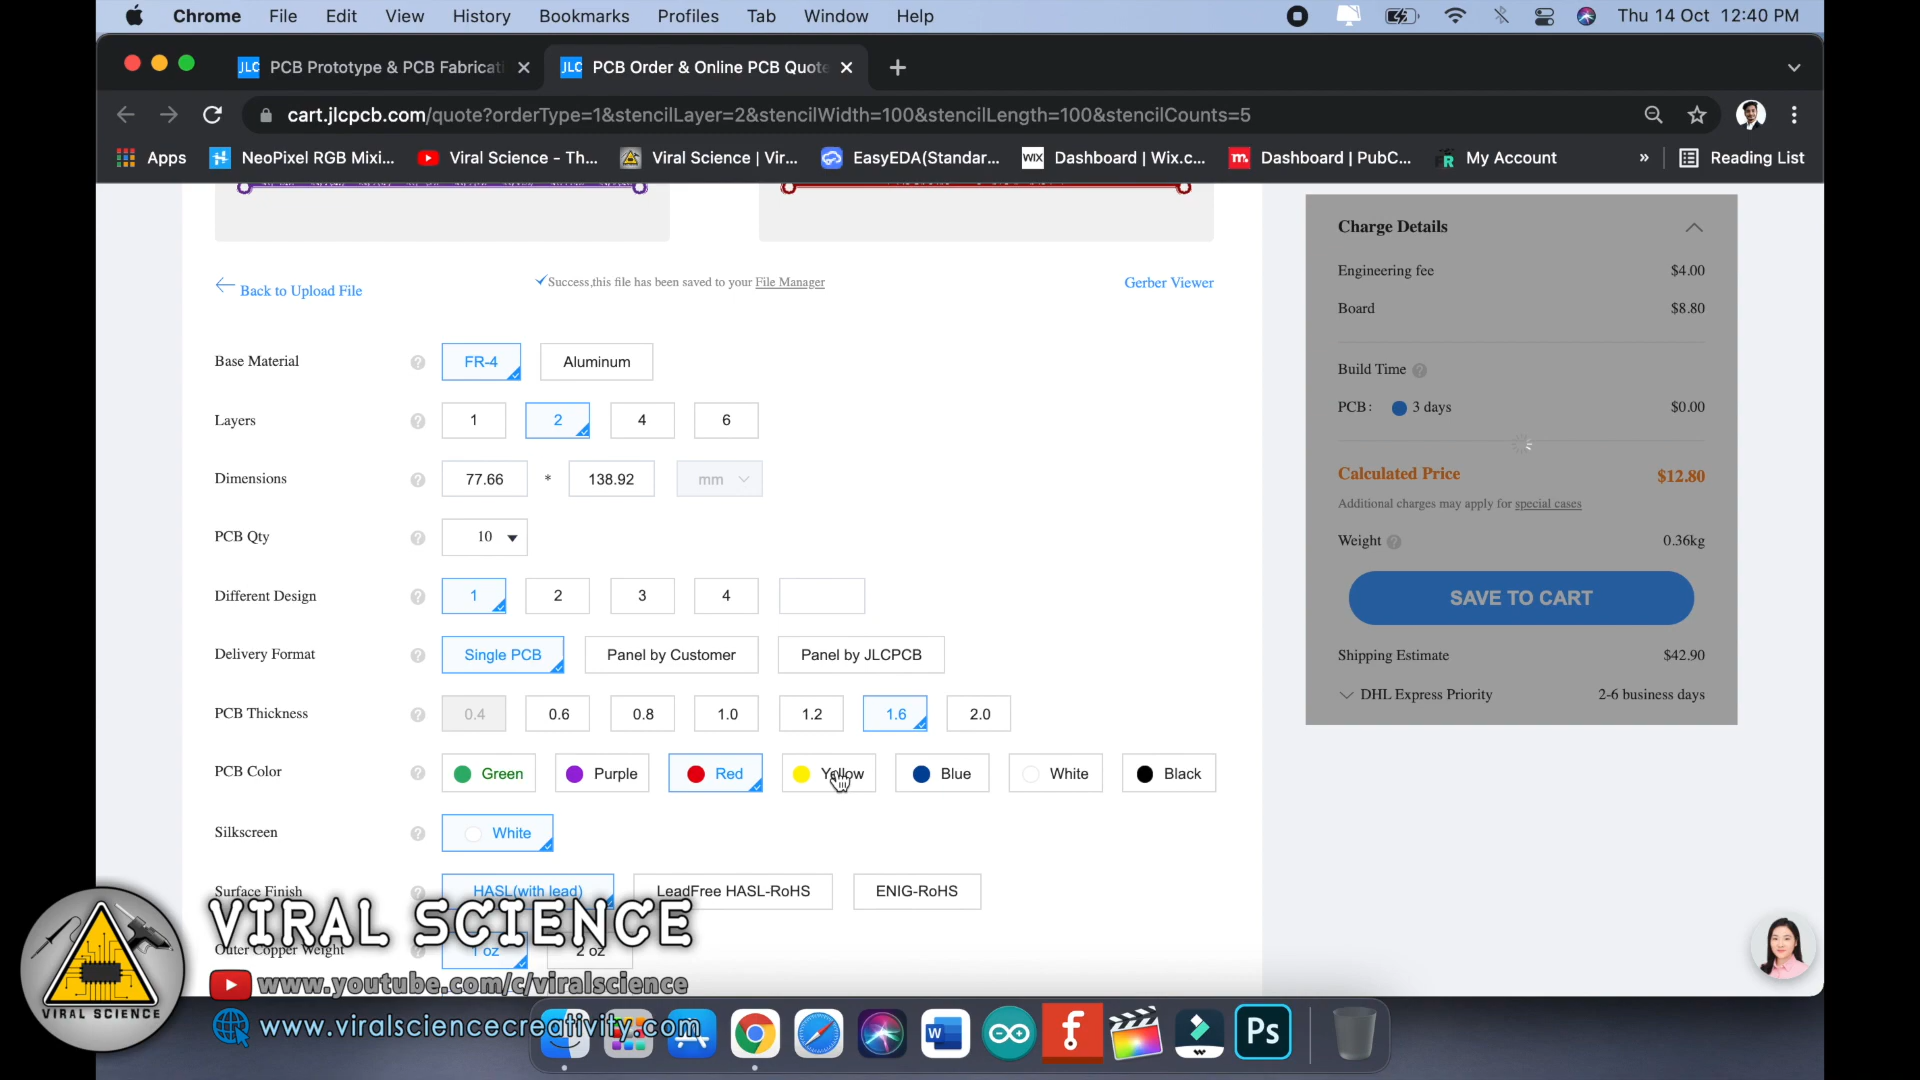 Chrome File Edit View History Bookmarks Profiles Tab Window Help Thu 14 Oct 12:40 PM
JLC PCB Prototype & PCB Fabricati JLC PCB Order & Online PCB Quote
cart.jlcpcb.com/quote?orderType=1&stencilLayer=2&stencilWidth=100&stencilLength=100&stencilCounts=5
Apps NeoPixel RGB Mixi... Viral Science - Th... Viral Science | Vir... EasyEDA(Standar... WIX Dashboard | Wix.c... m. Dashboard | PubC... FR My Account » Reading List
Back to Upload File
Success,this file has been saved to your File Manager
Gerber Viewer
Base Material ? FR-4 Aluminum
Layers ? 1 2 4 6
Dimensions ? 77.66 * 138.92 mm
PCB Qty ? 10
Different Design ? 1 2 3 4
Delivery Format ? Single PCB Panel by Customer Panel by JLCPCB
PCB Thickness ? 0.4 0.6 0.8 1.0 1.2 1.6 2.0
PCB Color ? Green Purple Red Yellow Blue White Black
Silkscreen ? White
Surface Finish ? HASL(with lead) LeadFree HASL-RoHS ENIG-RoHS
Outer Copper Weight ? 1 oz 2 oz
Charge Details
Engineering fee $4.00
Board $8.80
Build Time ?
PCB: 3 days $0.00
Calculated Price $12.80
Additional charges may apply for special cases
Weight ? 0.36kg
SAVE TO CART
Shipping Estimate $42.90
DHL Express Priority 2-6 business days
VIRAL SCIENCE
VIRAL SCIENCE
www.youtube.com/c/viralscience
www.viralsciencecreativity.com
W f Ps